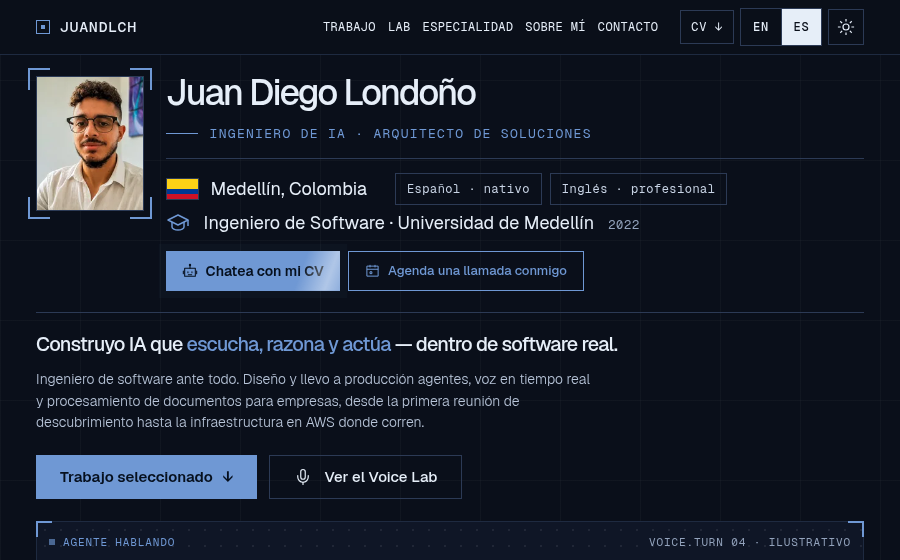 JUANDLCH
TRABAJO LAB ESPECIALIDAD SOBRE MÍ CONTACTO CV ↓ EN ES
Juan Diego Londoño
INGENIERO DE IA · ARQUITECTO DE SOLUCIONES
Medellín, Colombia Español · nativo Inglés · profesional
Ingeniero de Software · Universidad de Medellín 2022
Chatea con mi CV Agenda una llamada conmigo
Construyo IA que escucha, razona y actúa — dentro de software real.
Ingeniero de software ante todo. Diseño y llevo a producción agentes, voz en tiempo real
y procesamiento de documentos para empresas, desde la primera reunión de
descubrimiento hasta la infraestructura en AWS donde corren.
Trabajo seleccionado ↓ Ver el Voice Lab
AGENTE HABLANDO VOICE.TURN 04 · ILUSTRATIVO